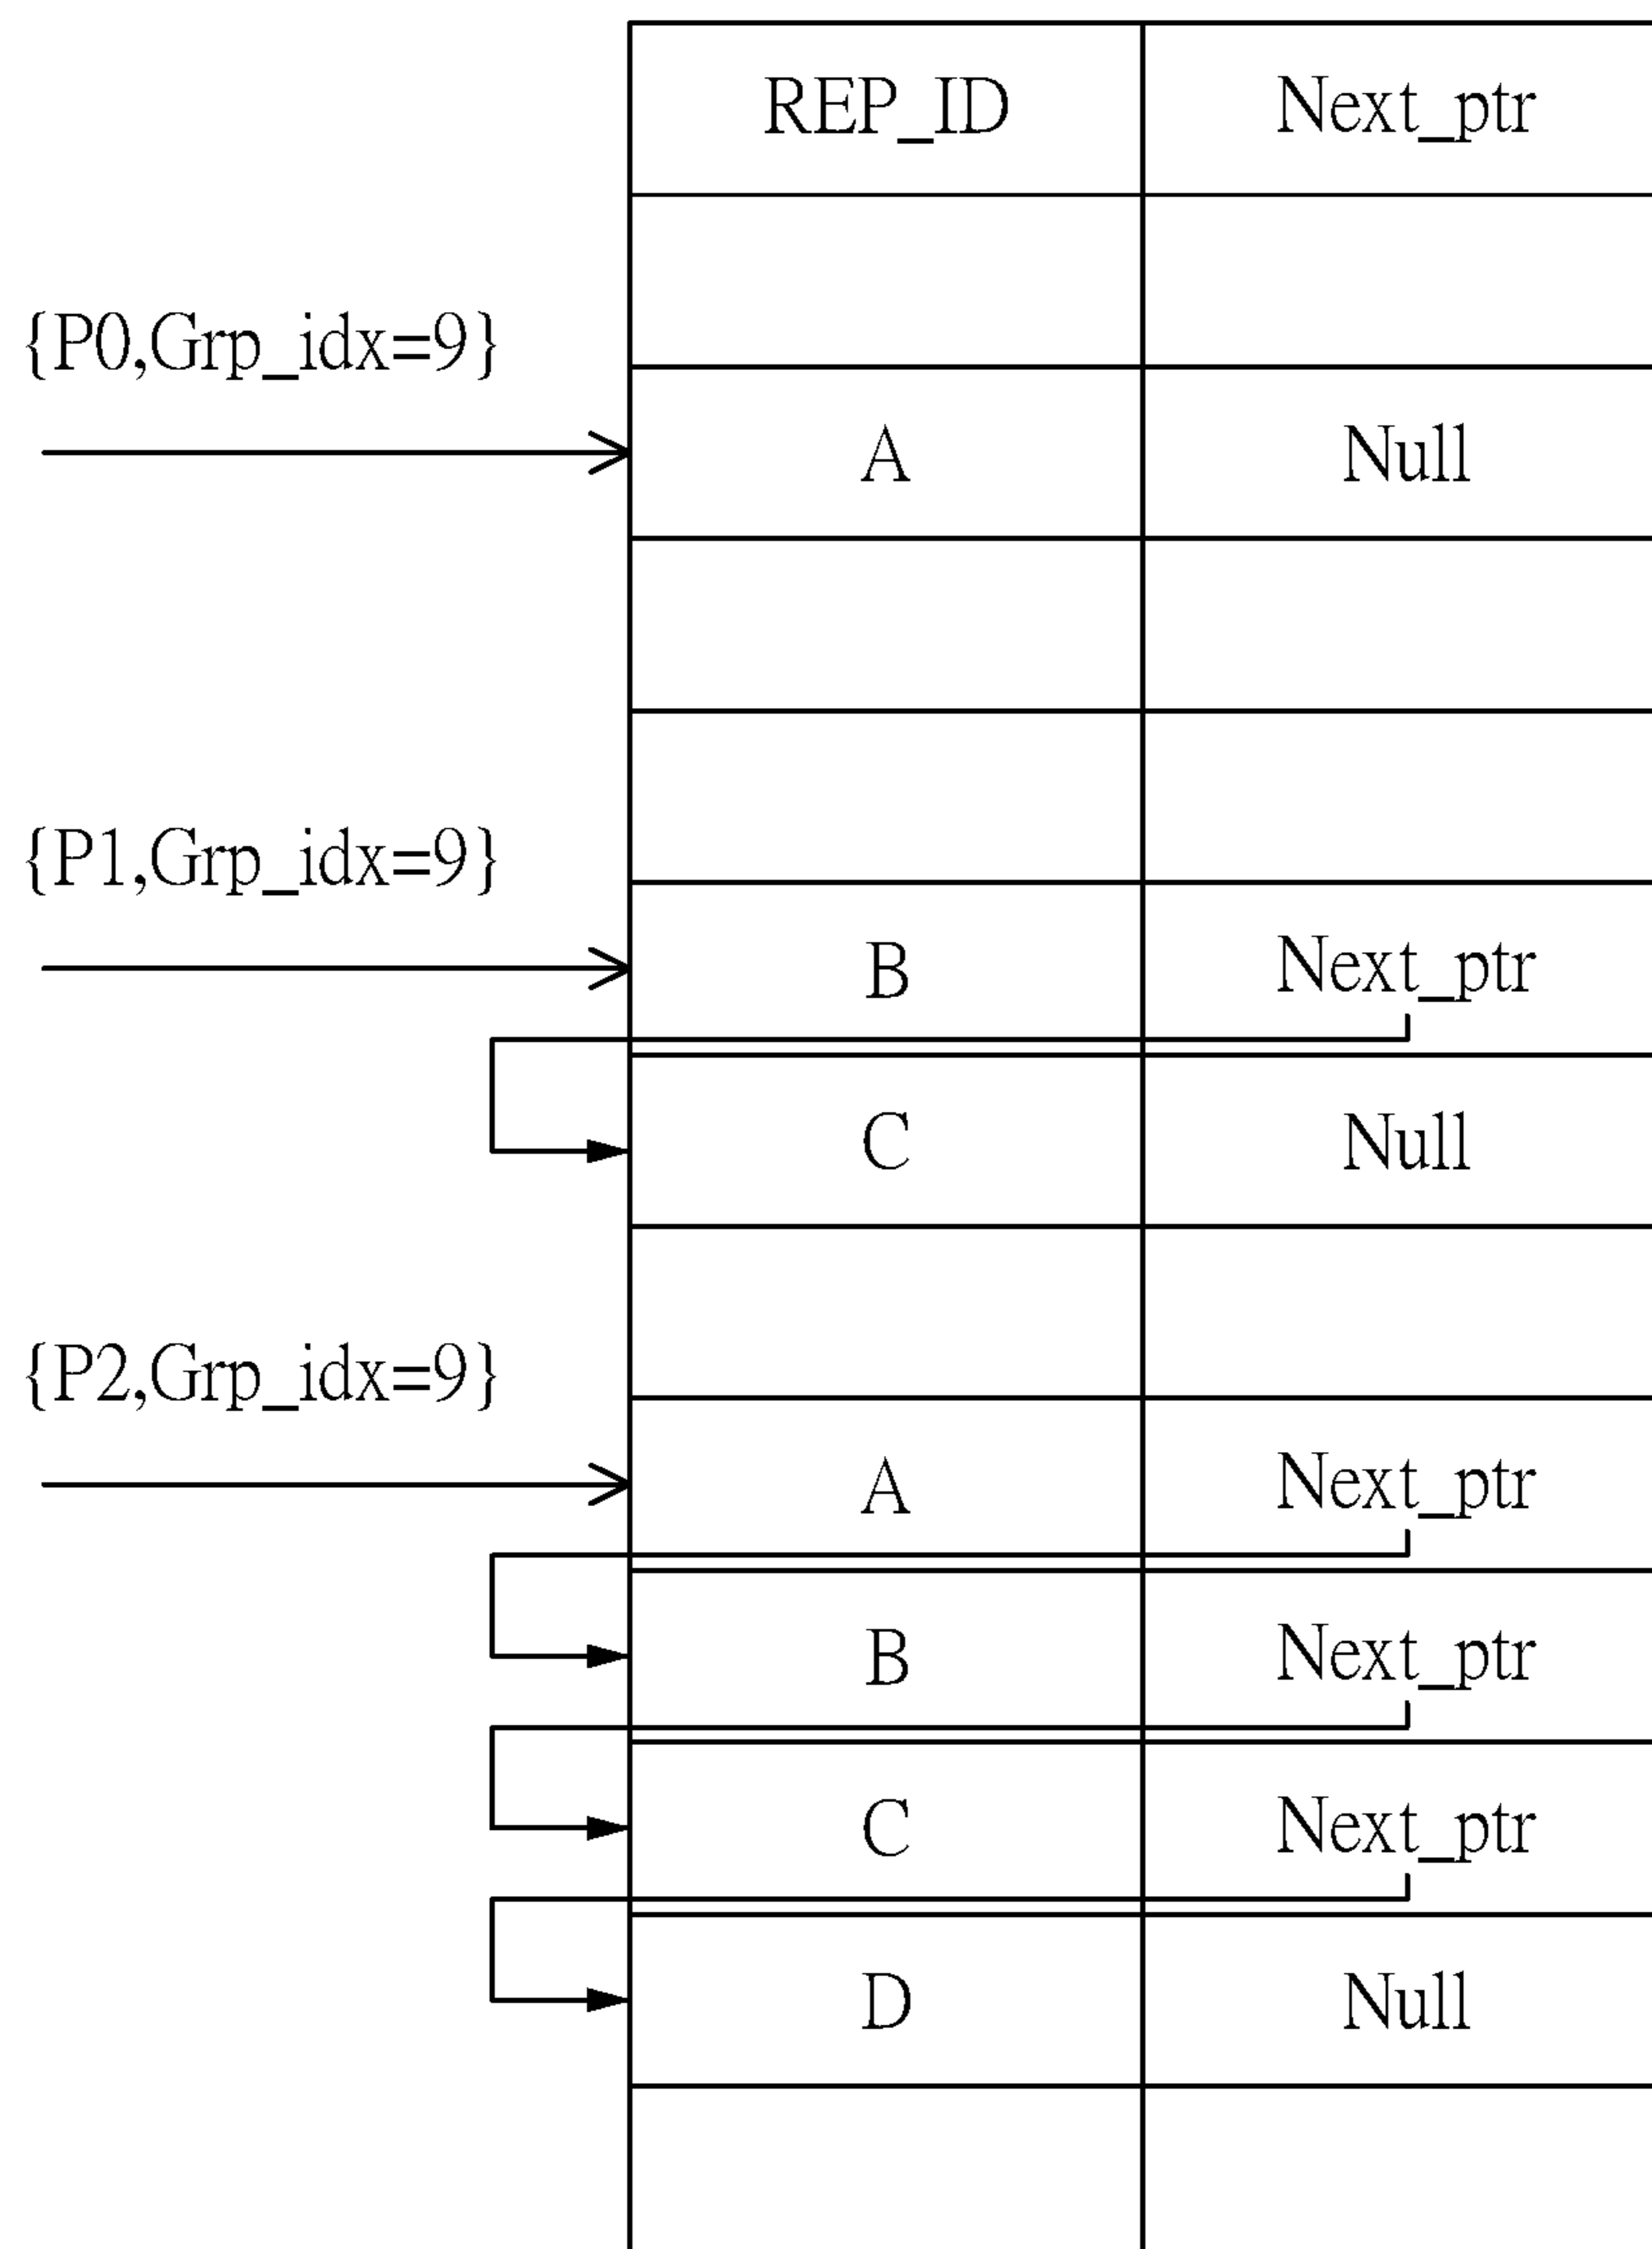 REP_ID Next_ptr
{P0,Grp_idx=9}
A Null
{P1,Grp_idx=9}
B Next_ptr
C Null
{P2,Grp_idx=9}
A Next_ptr
B Next_ptr
C Next_ptr
D Null